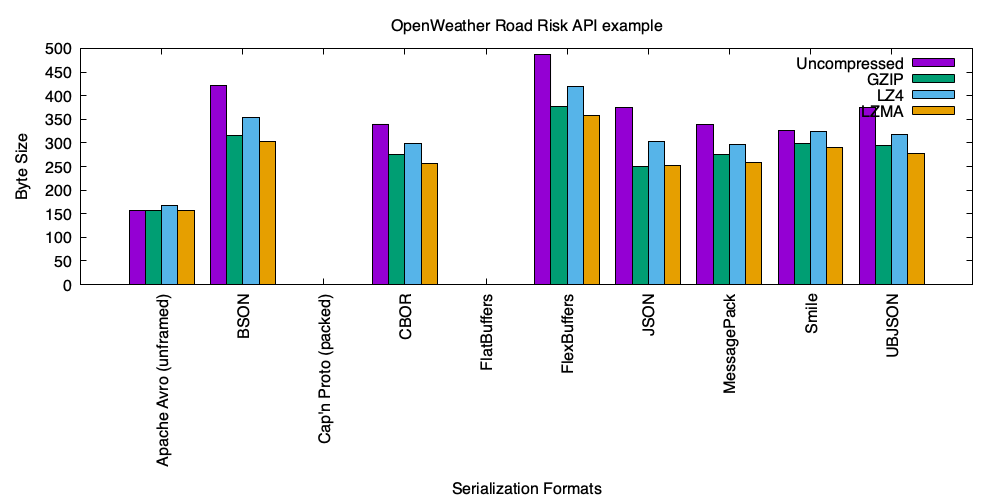 OpenWeather Road Risk API example
500
450
400
350
300
250
200
150
100
50
0
Byte Size
Uncompressed
GZIP
LZ4
LZMA
Apache Avro (unframed)
BSON
Cap'n Proto (packed)
CBOR
FlatBuffers
FlexBuffers
JSON
MessagePack
Smile
UBJSON
Serialization Formats